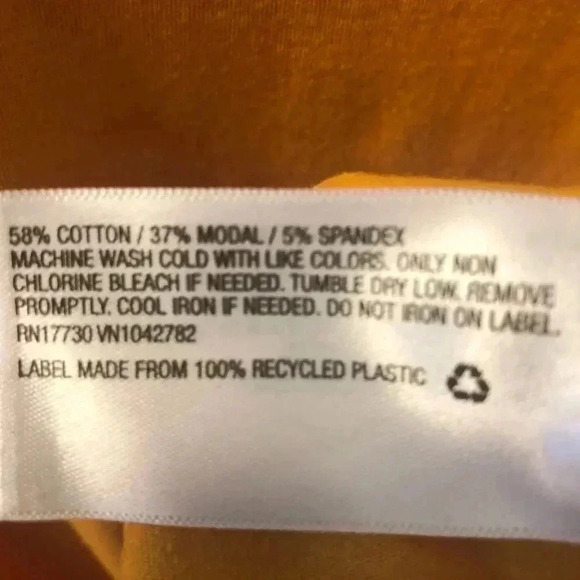 58% COTTON / 37% MODAL / 5% SPANDEX
MACHINE WASH COLD WITH LIKE COLORS. ONLY NON
CHLORINE BLEACH IF NEEDED. TUMBLE DRY LOW. REMOVE
PROMPTLY. COOL IRON IF NEEDED. DO NOT IRON ON LABEL.
RN17730 VN1042782
LABEL MADE FROM 100% RECYCLED PLASTIC